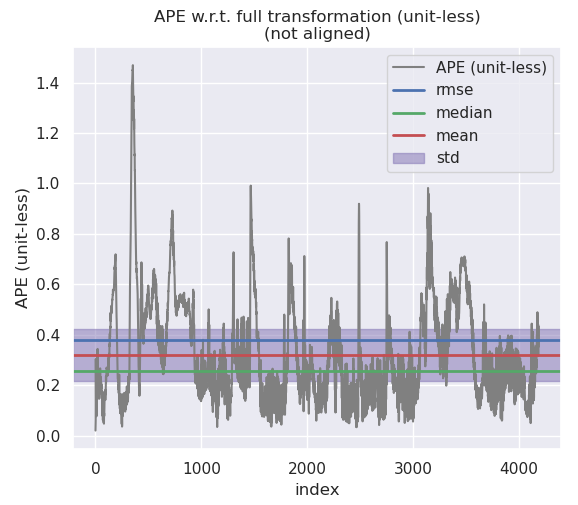 APE w.r.t. full transformation (unit-less)
(not aligned)
APE (unit-less)
1.4
1.2
1.0
0.8
0.6
0.4
0.2
0.0
APE (unit-less)
rmse
median
mean
std
0
1000
2000
3000
4000
index